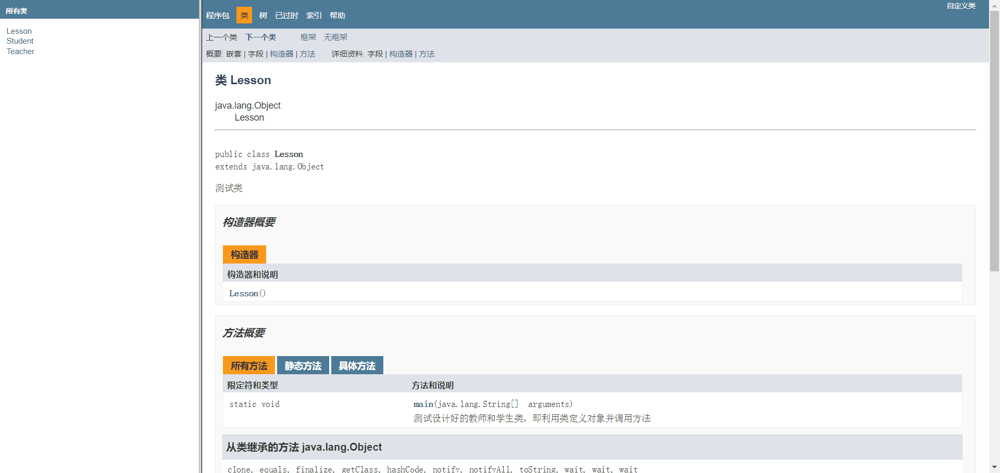 所有类
Lesson
Student
Teacher
自定义类
程序包 类 树 已过时 索引 帮助
上一个类 下一个类 框架 无框架
概要: 嵌套 | 字段 | 构造器 | 方法 详细资料: 字段 | 构造器 | 方法
类 Lesson
java.lang.Object
Lesson
public class Lesson
extends java.lang.Object
测试类
构造器概要
构造器
构造器和说明
Lesson()
方法概要
所有方法 静态方法 具体方法
限定符和类型 方法和说明
static void main(java.lang.String[] arguments)
测试设计好的教师和学生类，即利用类定义对象并调用方法
从类继承的方法 java.lang.Object
clone, equals, finalize, getClass, hashCode, notify, notifyAll, toString, wait, wait, wait